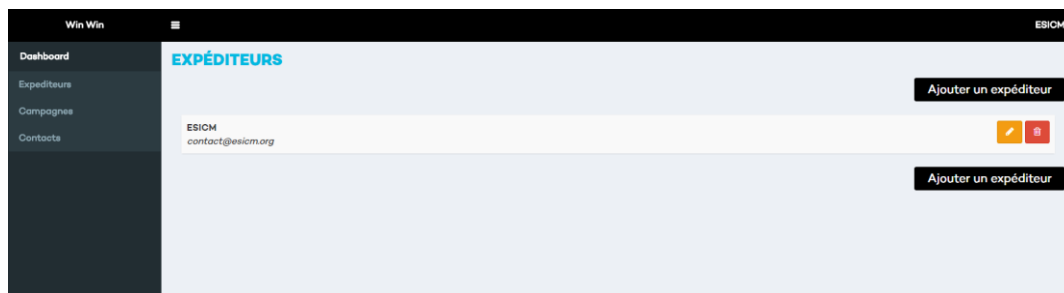 Win Win
ESICM
Dashboard
Expediteurs
Campagnes
Contacts
EXPÉDITEURS
Ajouter un expéditeur
ESICM
contact@esicm.org
Ajouter un expéditeur